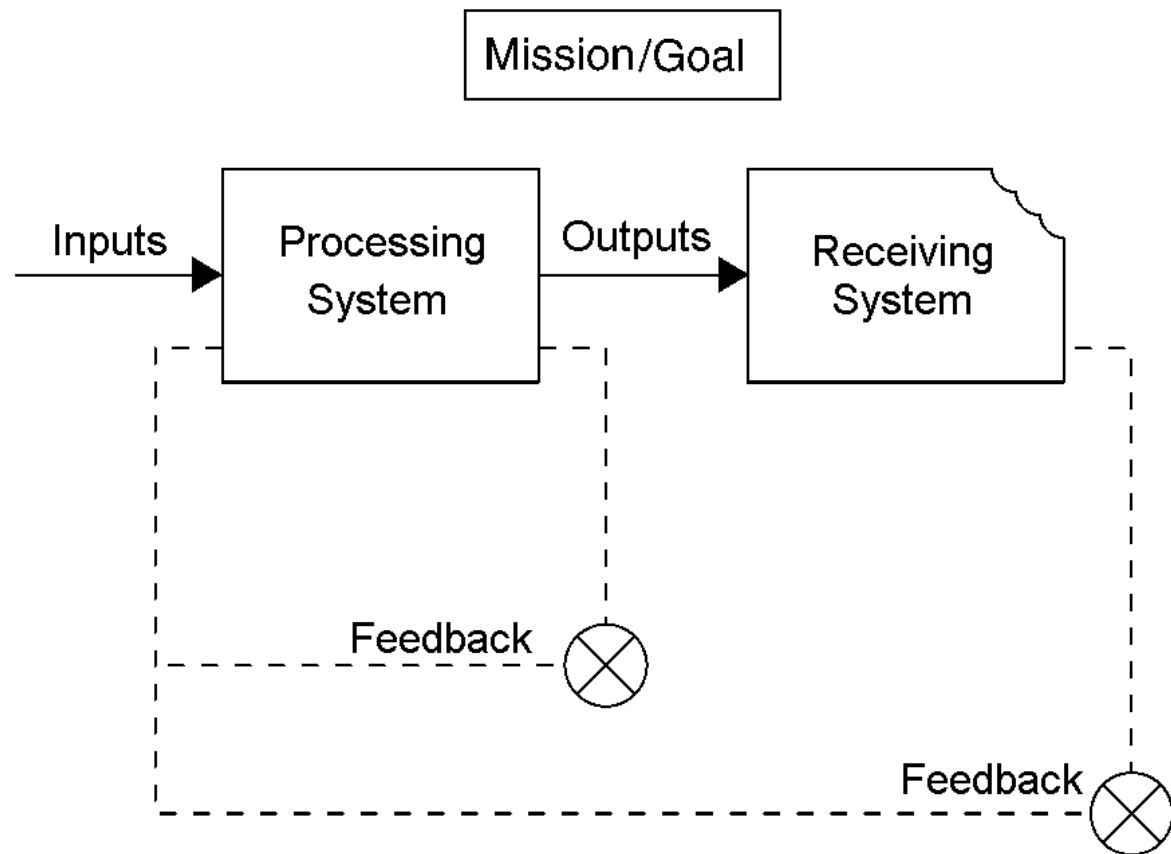 Mission/Goal
Inputs
Processing
System
Outputs
Receiving
System
Feedback
Feedback